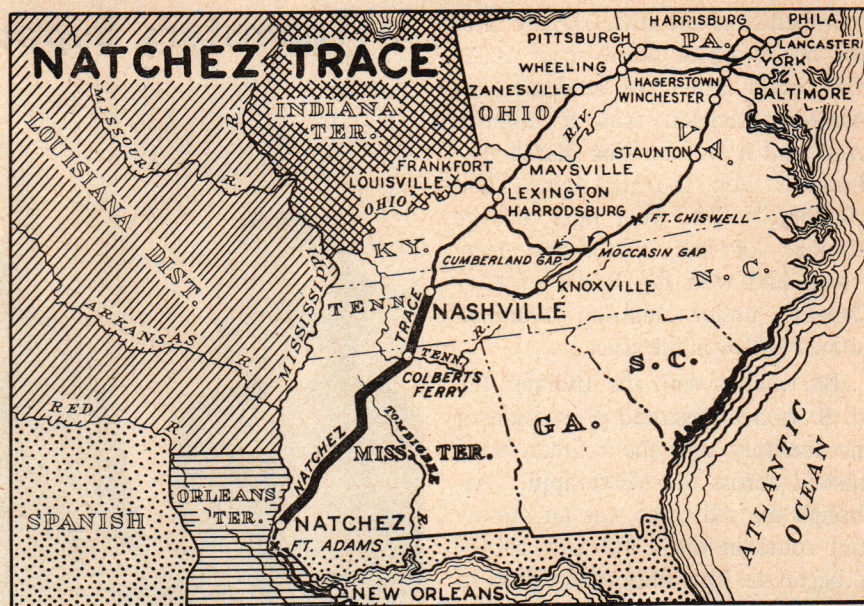 NATCHEZ TRACE
HARRISBURG
PHILA.
PITTSBURGH
PA.
LANCASTER
YORK
WHEELING
HAGERSTOWN
BALTIMORE
ZANESVILLE
WINCHESTER
OHIO
INDIANA
TER.
RIV.
VA.
STAUNTON
MISSOURI
R.
R.
LOUISIANA
DIST.
FRANKFORT
MAYSVILLE
LOUISVILLE
LEXINGTON
OHIO
HARRODSBURG
FT. CHISWELL
KY.
CUMBERLAND GAP
MOCCASIN GAP
N. C.
MISSISSIPPI
TENN.
KNOXVILLE
NASHVILLE
TRACE
ARKANSAS
R.
R.
TENN.
COLBERTS
FERRY
S. C.
GA.
RED
R.
TOMBIGBEE
R.
NATCHEZ
MISS. TER.
ATLANTIC
OCEAN
ORLEANS
TER.
SPANISH
NATCHEZ
FT. ADAMS
NEW ORLEANS